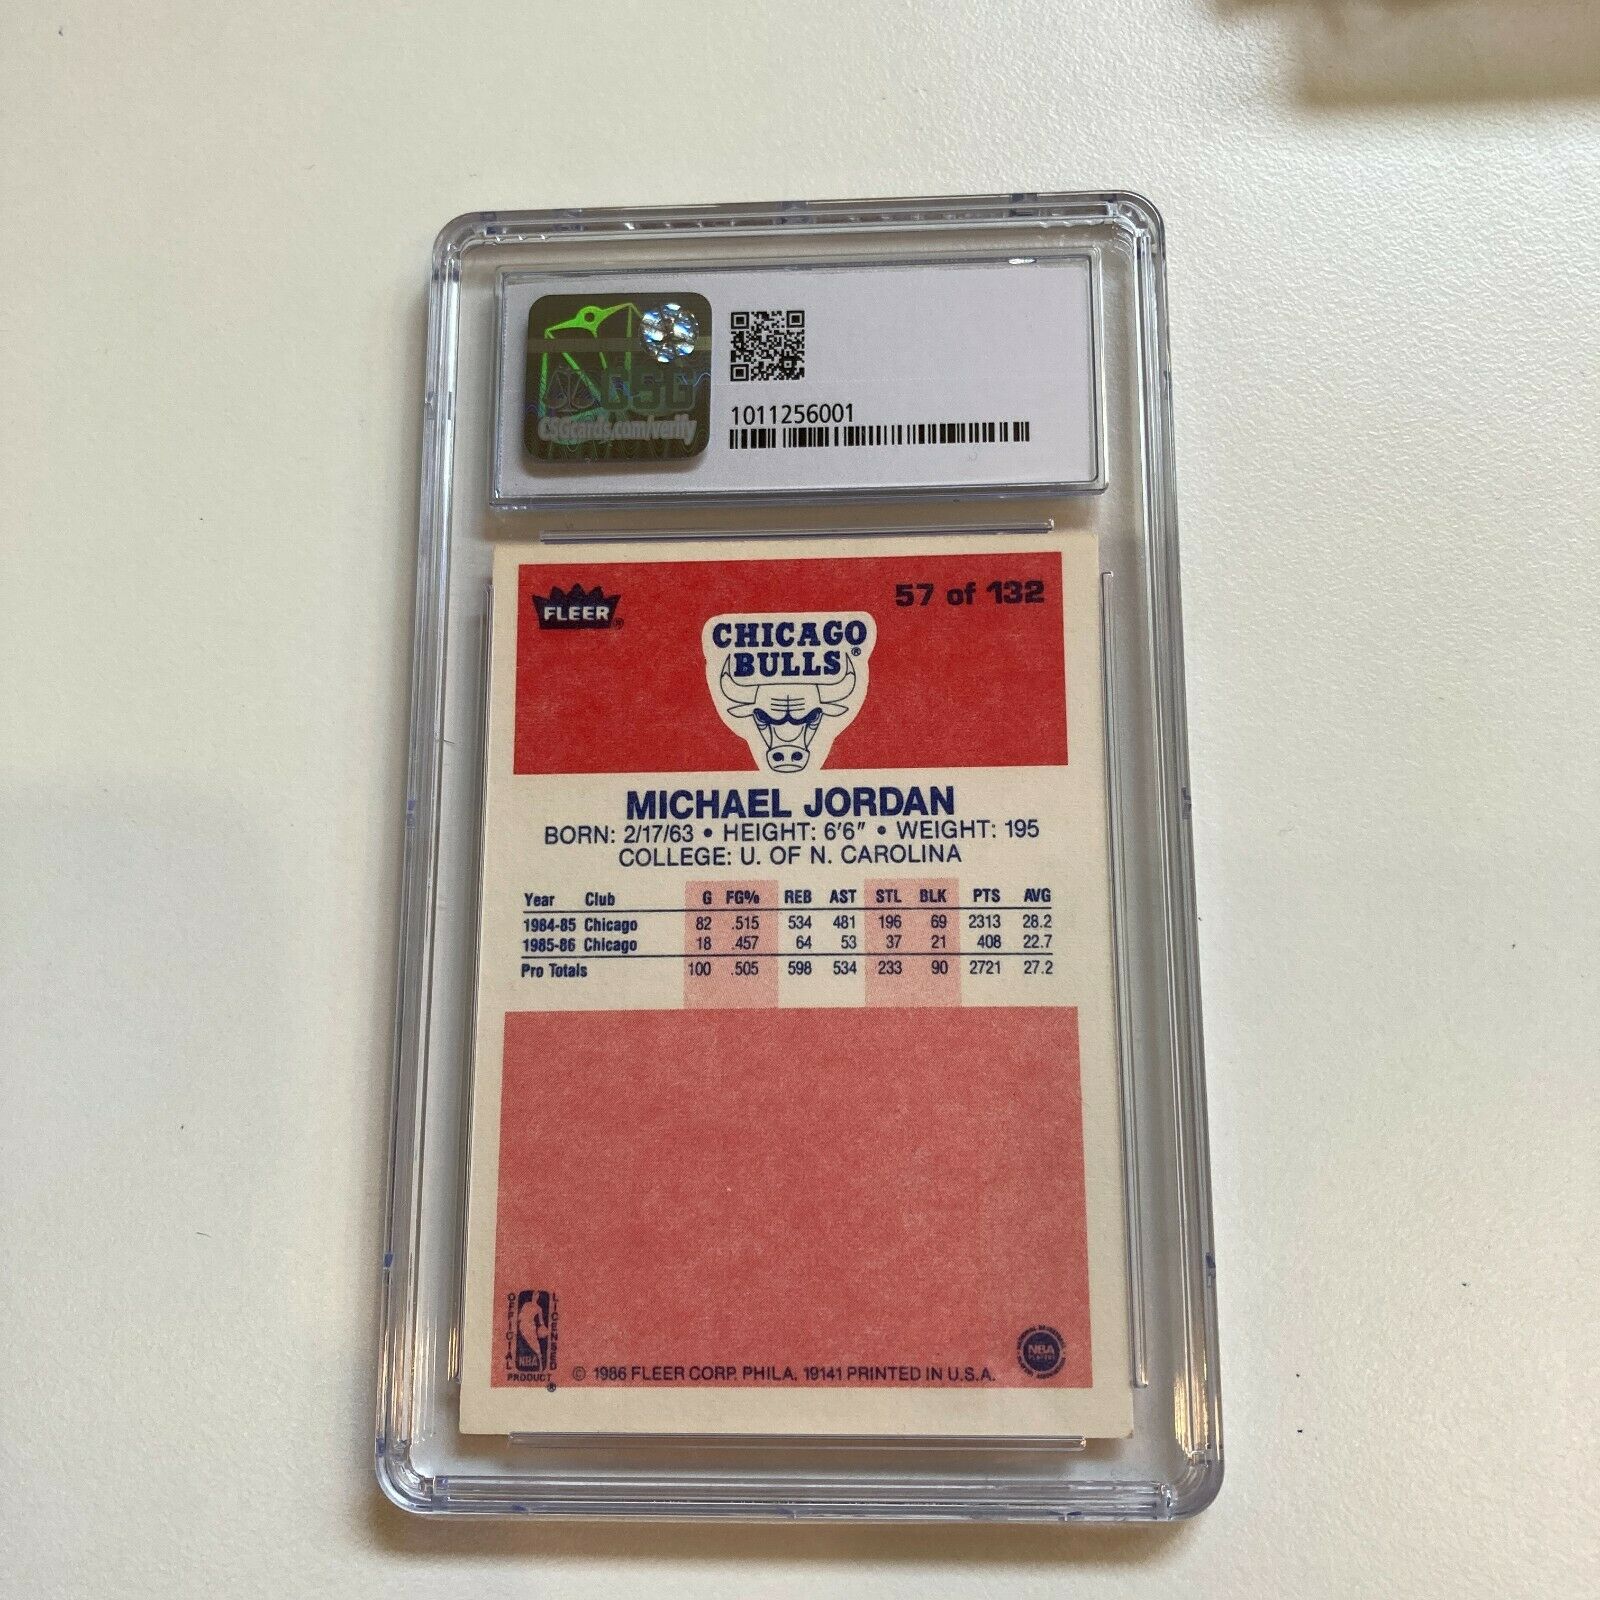 CSG
CSGcards.com/verify
1011256001
FLEER®
57 of 132
CHICAGO
BULLS®
MICHAEL JORDAN
BORN: 2/17/63 • HEIGHT: 6'6" • WEIGHT: 195
COLLEGE: U. OF N. CAROLINA
Year Club G FG% REB AST STL BLK PTS AVG
1984-85 Chicago 82 .515 534 481 196 69 2313 28.2
1985-86 Chicago 18 .457 64 53 37 21 408 22.7
Pro Totals 100 .505 598 534 233 90 2721 27.2
OFFICIAL
LICENSED
NBA
PRODUCT
®
© 1986 FLEER CORP. PHILA. 19141 PRINTED IN U.S.A.
NBA
PLAYERS